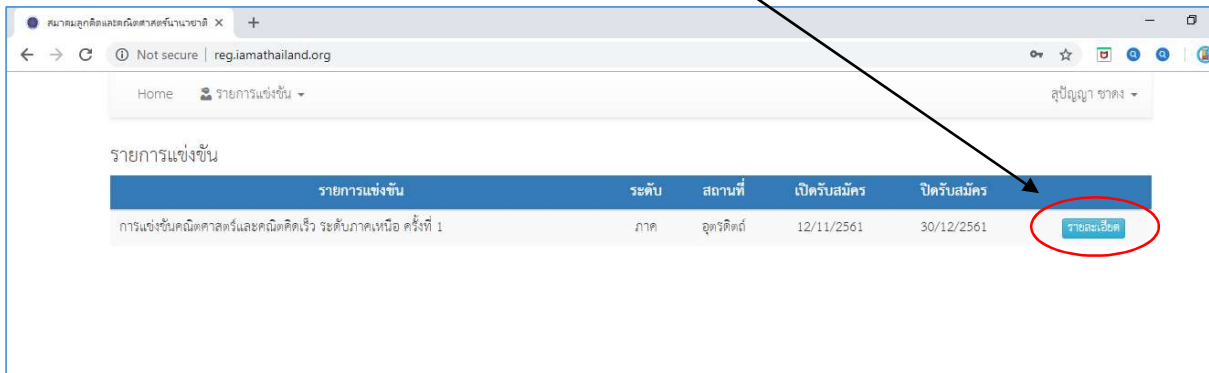 สมาคมลูกคิดและคณิตศาสตร์นานาชาติ
Not secure | reg.iamathailand.org
Home รายการแข่งขัน สุปัญญา ชาดง
รายการแข่งขัน
รายการแข่งขัน ระดับ สถานที่ เปิดรับสมัคร ปิดรับสมัคร
การแข่งขันคณิตศาสตร์และคณิตคิดเร็ว ระดับภาคเหนือ ครั้งที่ 1 ภาค อุตรดิตถ์ 12/11/2561 30/12/2561 รายละเอียด